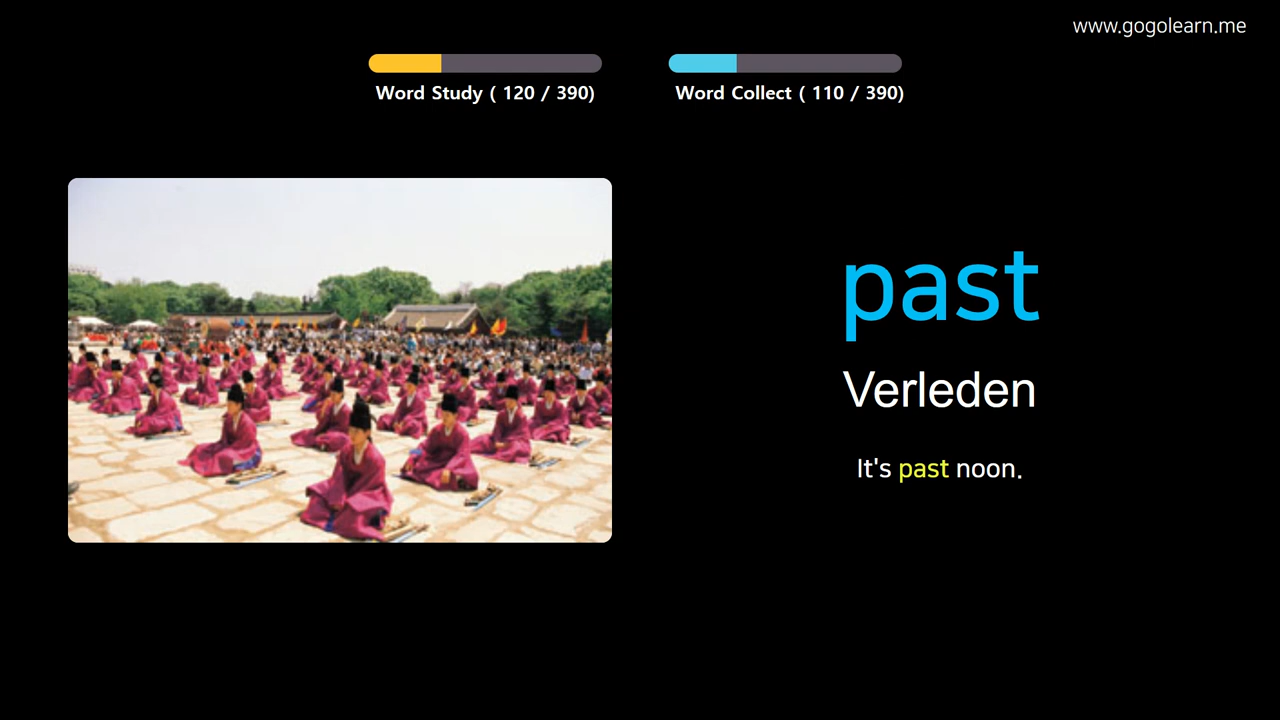 www.gogolearn.me
Word Study ( 120 / 390)
Word Collect ( 110 / 390)
past
Verleden
It's past noon.